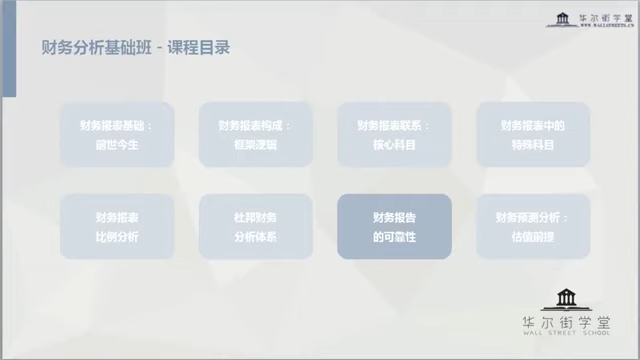 华尔街学堂
WWW.WALLSTREETS.CN
财务分析基础班 - 课程目录
财务报表基础：
前世今生
财务报表构成：
框架逻辑
财务报表联系：
核心科目
财务报表中的
特殊科目
财务报表
比例分析
杜邦财务
分析体系
财务报告
的可靠性
财务预测分析：
估值前提
华尔街学堂
WALL STREET SCHOOL